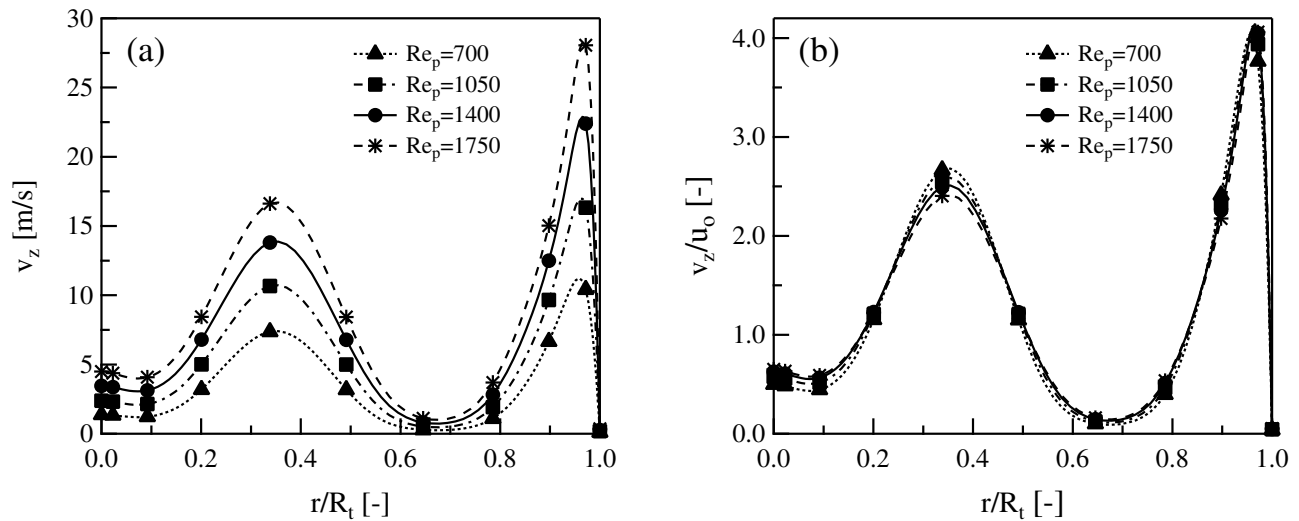 (a)
Re_p=700
Re_p=1050
Re_p=1400
Re_p=1750
30
25
20
15
10
5
0
v_z [m/s]
0.0 0.2 0.4 0.6 0.8 1.0
r/R_t [-]
(b)
Re_p=700
Re_p=1050
Re_p=1400
Re_p=1750
4.0
3.0
2.0
1.0
0.0
v_z/u_o [-]
0.0 0.2 0.4 0.6 0.8 1.0
r/R_t [-]